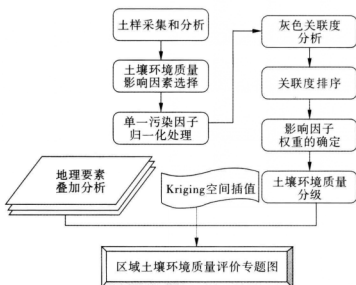 土样采集和分析
土壤环境质量
影响因素选择
单一污染因子
归一化处理
灰色关联度
分析
关联度排序
影响因子
权重的确定
土壤环境质量
分级
地理要素
叠加分析
Kriging空间插值
区域土壤环境质量评价专题图